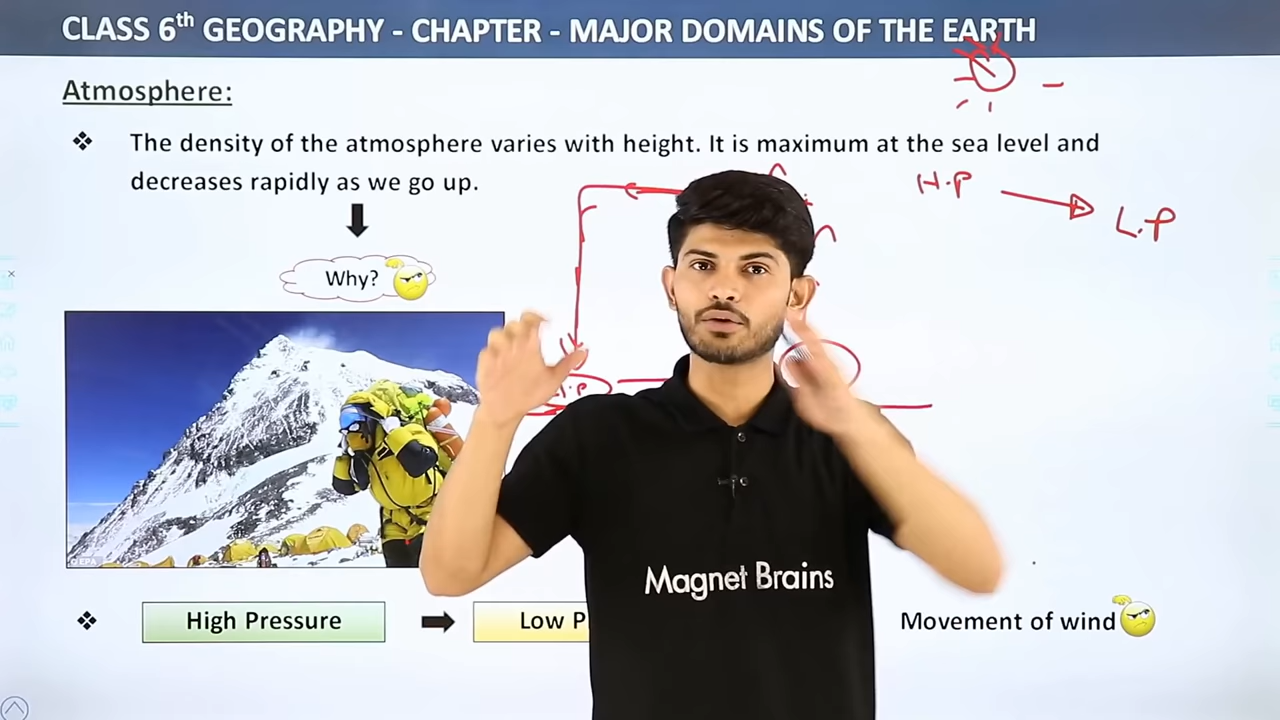 CLASS 6th GEOGRAPHY - CHAPTER - MAJOR DOMAINS OF THE EARTH
Atmosphere:
❖ The density of the atmosphere varies with height. It is maximum at the sea level and
decreases rapidly as we go up.
H.P
L.P
Why?
H.P
©EPA
Magnet Brains
❖ High Pressure
Low P
Movement of wind